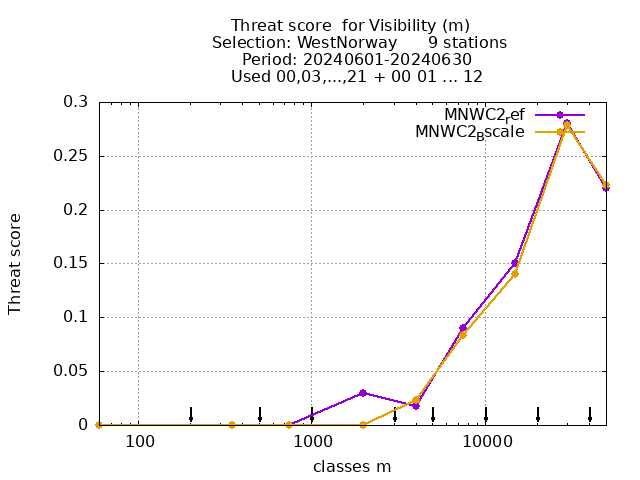 Threat score  for Visibility (m)
Selection: WestNorway      9 stations
Period: 20240601-20240630
Used 00,03,...,21 + 00 01 ... 12
MNWC2_ref
MNWC2_Bscale
0.3
0.25
0.2
0.15
0.1
0.05
0
Threat score
100
1000
10000
classes m